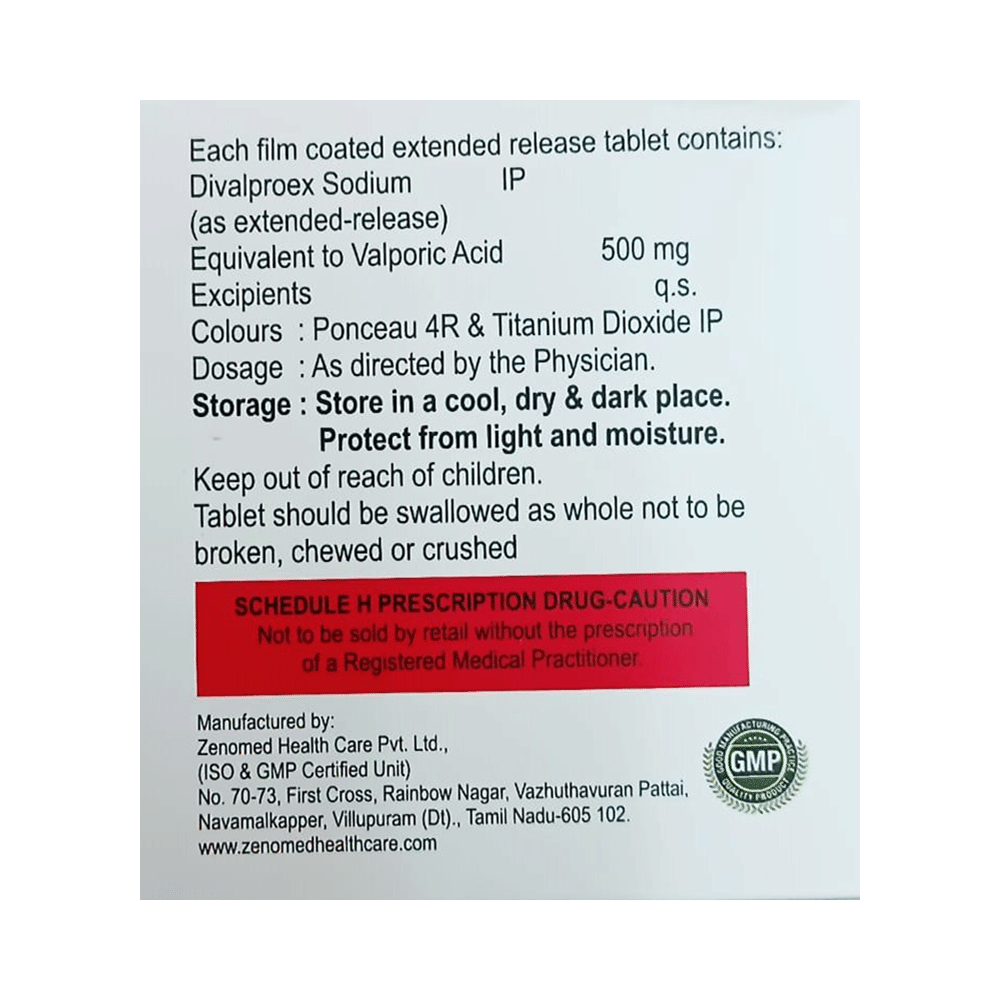 Each film coated extended release tablet contains:
Divalproex Sodium IP
(as extended-release)
Equivalent to Valporic Acid 500 mg
Excipients q.s.
Colours : Ponceau 4R & Titanium Dioxide IP
Dosage : As directed by the Physician.
Storage : Store in a cool, dry & dark place.
Protect from light and moisture.
Keep out of reach of children.
Tablet should be swallowed as whole not to be
broken, chewed or crushed
SCHEDULE H PRESCRIPTION DRUG-CAUTION
Not to be sold by retail without the prescription
of a Registered Medical Practitioner.
Manufactured by:
Zenomed Health Care Pvt. Ltd.,
(ISO & GMP Certified Unit)
No. 70-73, First Cross, Rainbow Nagar, Vazhuthavuran Pattai,
Navamalkapper, Villupuram (Dt)., Tamil Nadu-605 102.
www.zenomedhealthcare.com
GOOD MANUFACTURING PRACTICE
GMP
QUALITY PRODUCT